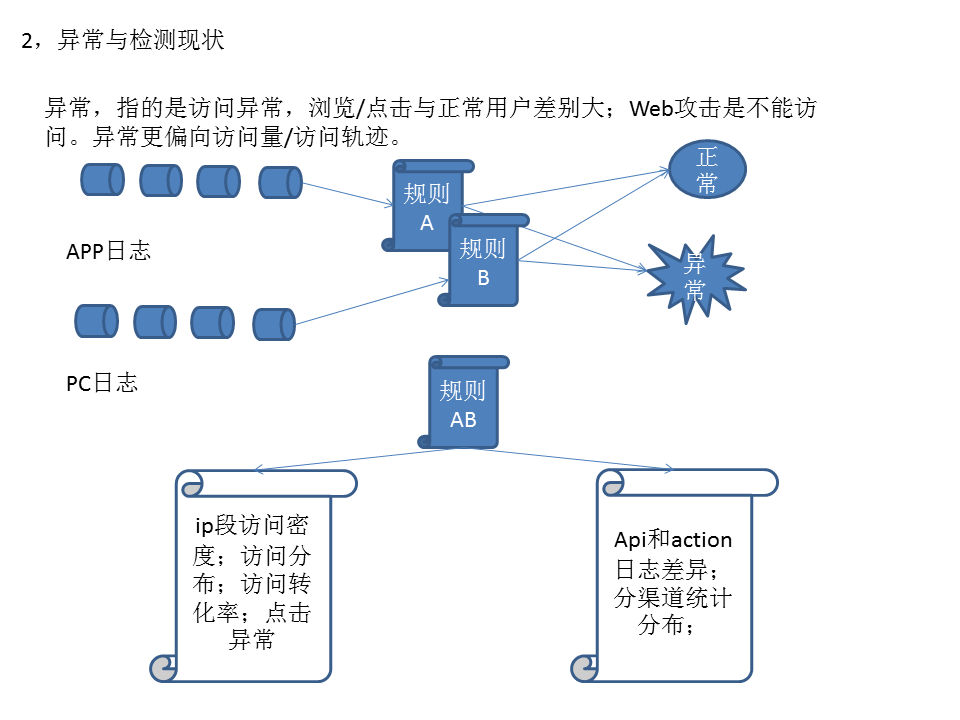 2，异常与检测现状
异常，指的是访问异常，浏览/点击与正常用户差别大；Web攻击是不能访
问。异常更偏向访问量/访问轨迹。
正
常
规则
A
规则
B
异
常
APP日志
PC日志
规则
AB
ip段访问密
度；访问分
布；访问转
化率；点击
异常
Api和action
日志差异；
分渠道统计
分布；